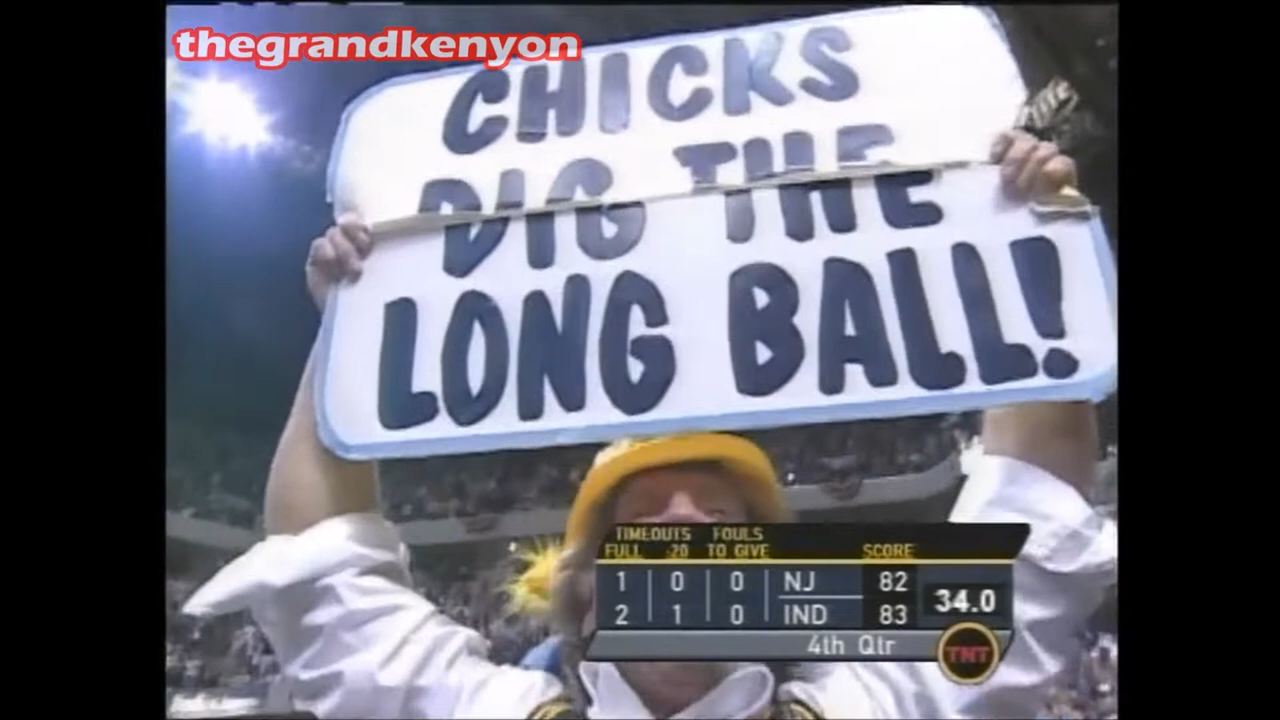 thegrandkenyon
CHICKS
DIG THE
LONG BALL!
TIMEOUTS FOULS
FULL :20 TO GIVE SCORE
1 0 0 NJ 82
2 1 0 IND 83
34.0
4th Qtr
TNT